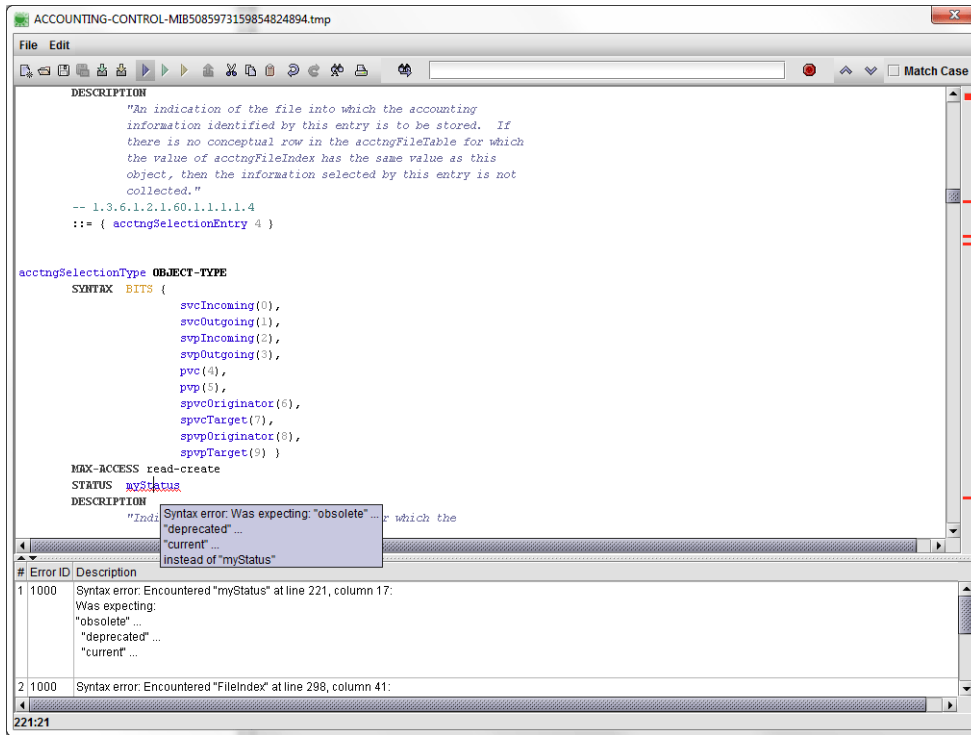 ACCOUNTING-CONTROL-MIB5085973159854824894.tmp
File Edit
Match Case
DESCRIPTION
"An indication of the file into which the accounting
information identified by this entry is to be stored. If
there is no conceptual row in the acctngFileTable for which
the value of acctngFileIndex has the same value as this
object, then the information selected by this entry is not
collected."
-- 1.3.6.1.2.1.60.1.1.1.1.4
::= { acctngSelectionEntry 4 }
acctngSelectionType OBJECT-TYPE
SYNTAX BITS {
svcIncoming(0),
svcOutgoing(1),
svpIncoming(2),
svpOutgoing(3),
pvc(4),
pvp(5),
spvcOriginator(6),
spvcTarget(7),
spvpOriginator(8),
spvpTarget(9) }
MAX-ACCESS read-create
STATUS myStatus
DESCRIPTION
"Indi r which the
Syntax error: Was expecting: "obsolete" ...
"deprecated" ...
"current" ...
instead of "myStatus"
# Error ID Description
1 1000 Syntax error: Encountered "myStatus" at line 221, column 17:
Was expecting:
"obsolete" ...
"deprecated" ...
"current" ...
2 1000 Syntax error: Encountered "FileIndex" at line 298, column 41:
221:21